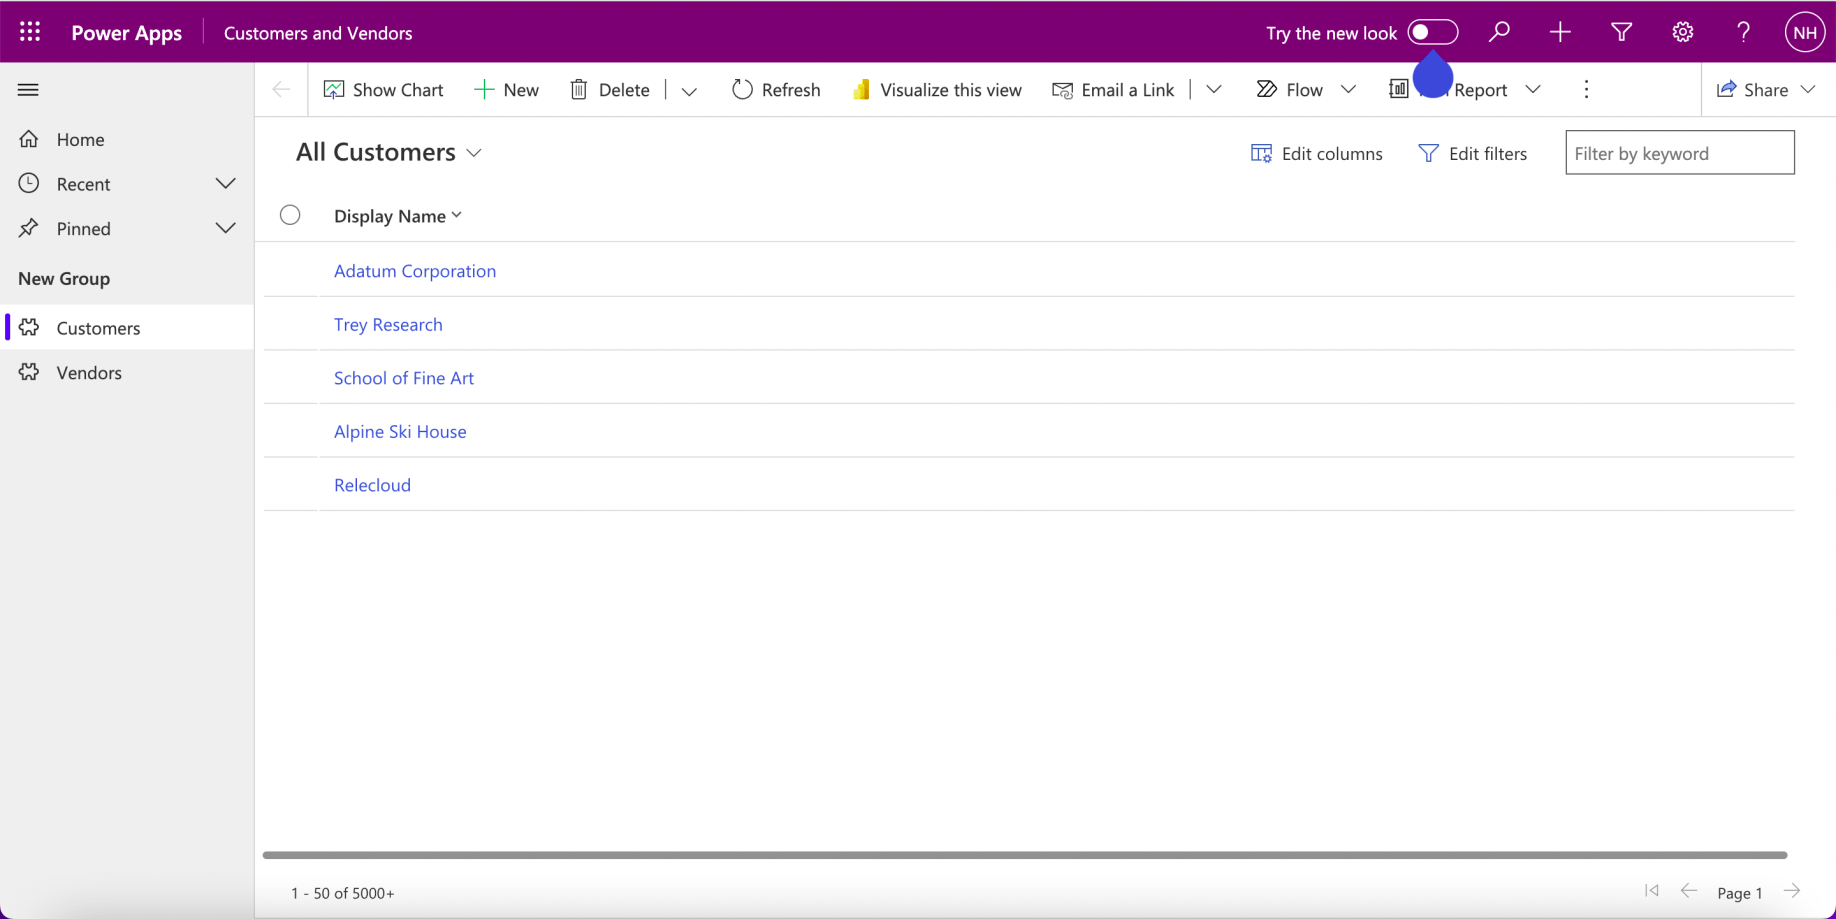 Power Apps Customers and Vendors Try the new look ? NH
Show Chart New Delete Refresh Visualize this view Email a Link Flow Report Share
Home
Recent
Pinned
New Group
Customers
Vendors
All Customers Edit columns Edit filters Filter by keyword
Display Name
Adatum Corporation
Trey Research
School of Fine Art
Alpine Ski House
Relecloud
1 - 50 of 5000+ Page 1